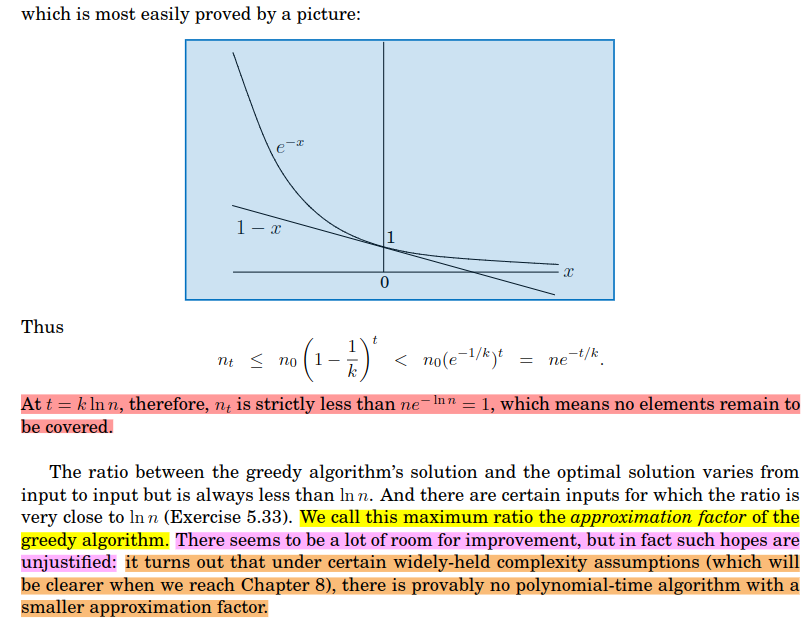 which is most easily proved by a picture:
e^{−x}
1 − x
1
x
0
Thus
n_t ≤ n_0 (1 − 1/k)^t < n_0(e^{−1/k})^t = ne^{−t/k}.
At t = k ln n, therefore, n_t is strictly less than ne^{− ln n} = 1, which means no elements remain to
be covered.
The ratio between the greedy algorithm's solution and the optimal solution varies from
input to input but is always less than ln n. And there are certain inputs for which the ratio is
very close to ln n (Exercise 5.33). We call this maximum ratio the approximation factor of the
greedy algorithm. There seems to be a lot of room for improvement, but in fact such hopes are
unjustified: it turns out that under certain widely-held complexity assumptions (which will
be clearer when we reach Chapter 8), there is provably no polynomial-time algorithm with a
smaller approximation factor.